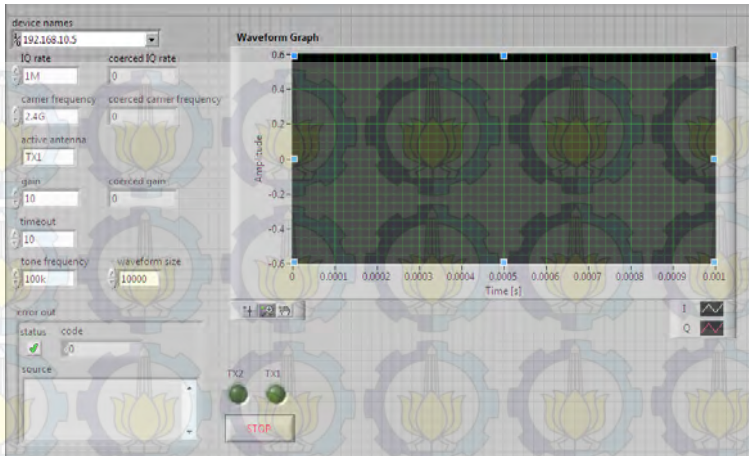 device names
192.168.10.5
IQ rate
coerced IQ rate
1M
0
carrier frequency
coerced carrier frequency
2.4G
0
active antenna
TX1
gain
coerced gain
10
0
timeout
10
tone frequency
waveform size
100k
10000
error out
status
code
0
source
Waveform Graph
Amplitude
0.6
0.4
0.2
0
-0.2
-0.4
-0.6
0 0.0001 0.0002 0.0003 0.0004 0.0005 0.0006 0.0007 0.0008 0.0009 0.001
Time [s]
I
Q
TX2 TX1
STOP